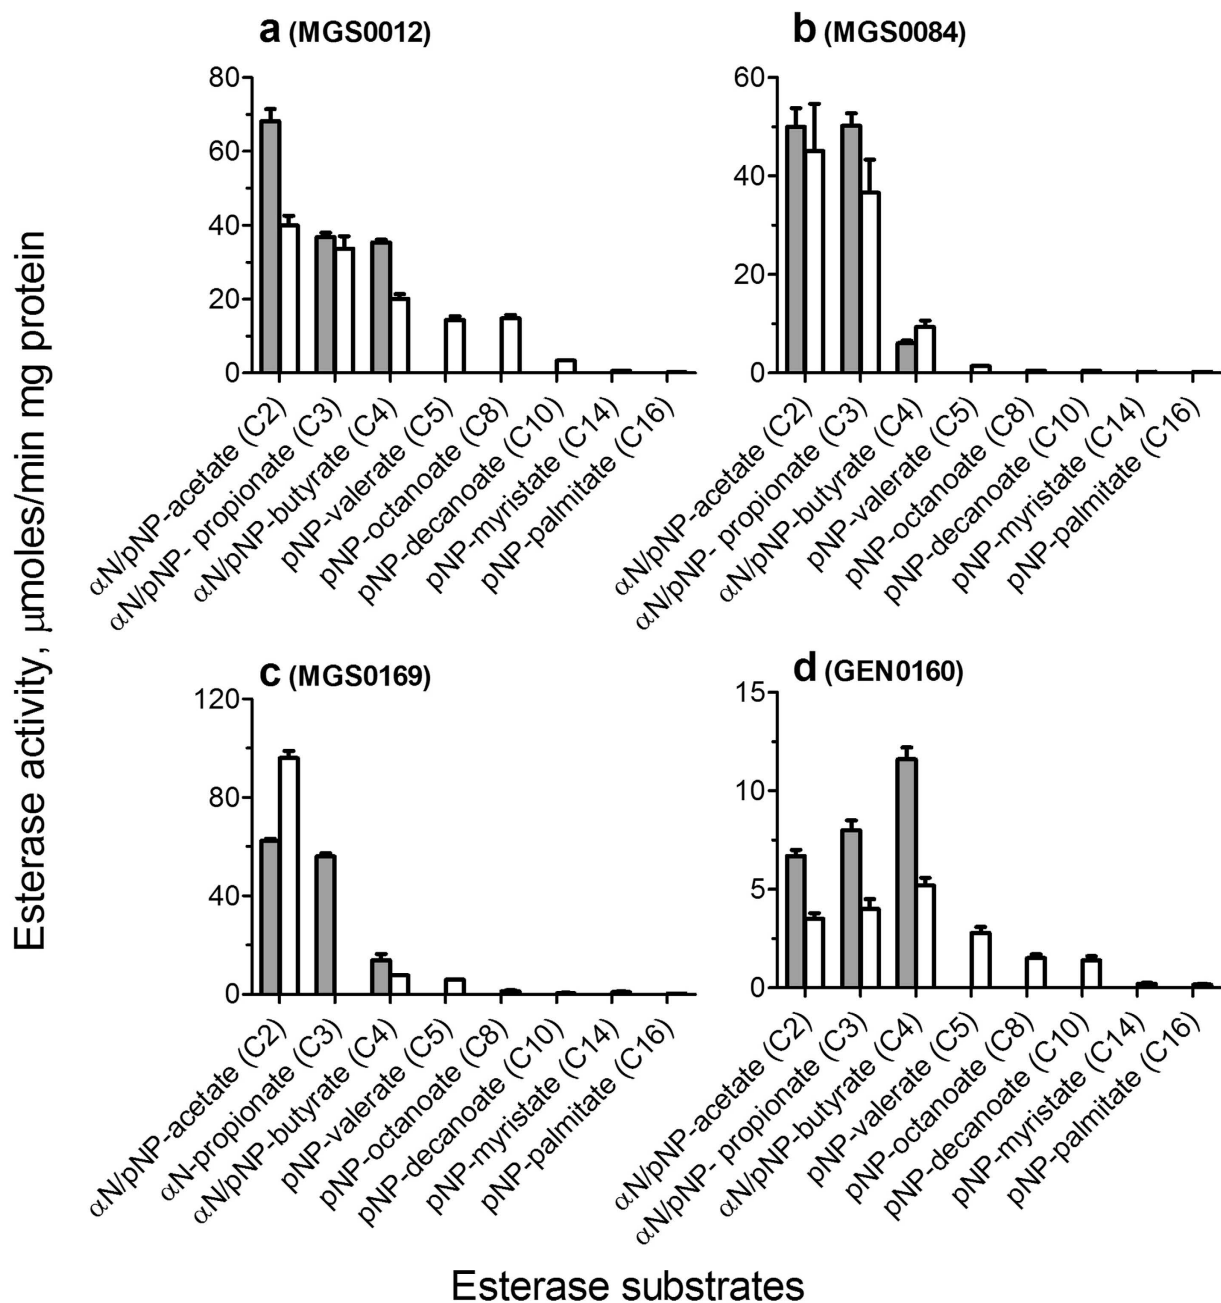 a (MGS0012)
80
60
40
20
0
αN/pNP-acetate (C2)
αN/pNP- propionate (C3)
αN/pNP-butyrate (C4)
pNP-valerate (C5)
pNP-octanoate (C8)
pNP-decanoate (C10)
pNP-myristate (C14)
pNP-palmitate (C16)
b (MGS0084)
60
40
20
0
αN/pNP-acetate (C2)
αN/pNP- propionate (C3)
αN/pNP-butyrate (C4)
pNP-valerate (C5)
pNP-octanoate (C8)
pNP-decanoate (C10)
pNP-myristate (C14)
pNP-palmitate (C16)
Esterase activity, μmoles/min mg protein
c (MGS0169)
120
80
40
0
αN/pNP-acetate (C2)
αN-propionate (C3)
αN/pNP-butyrate (C4)
pNP-valerate (C5)
pNP-octanoate (C8)
pNP-decanoate (C10)
pNP-myristate (C14)
pNP-palmitate (C16)
d (GEN0160)
15
10
5
0
αN/pNP-acetate (C2)
αN/pNP- propionate (C3)
αN/pNP-butyrate (C4)
pNP-valerate (C5)
pNP-octanoate (C8)
pNP-decanoate (C10)
pNP-myristate (C14)
pNP-palmitate (C16)
Esterase substrates